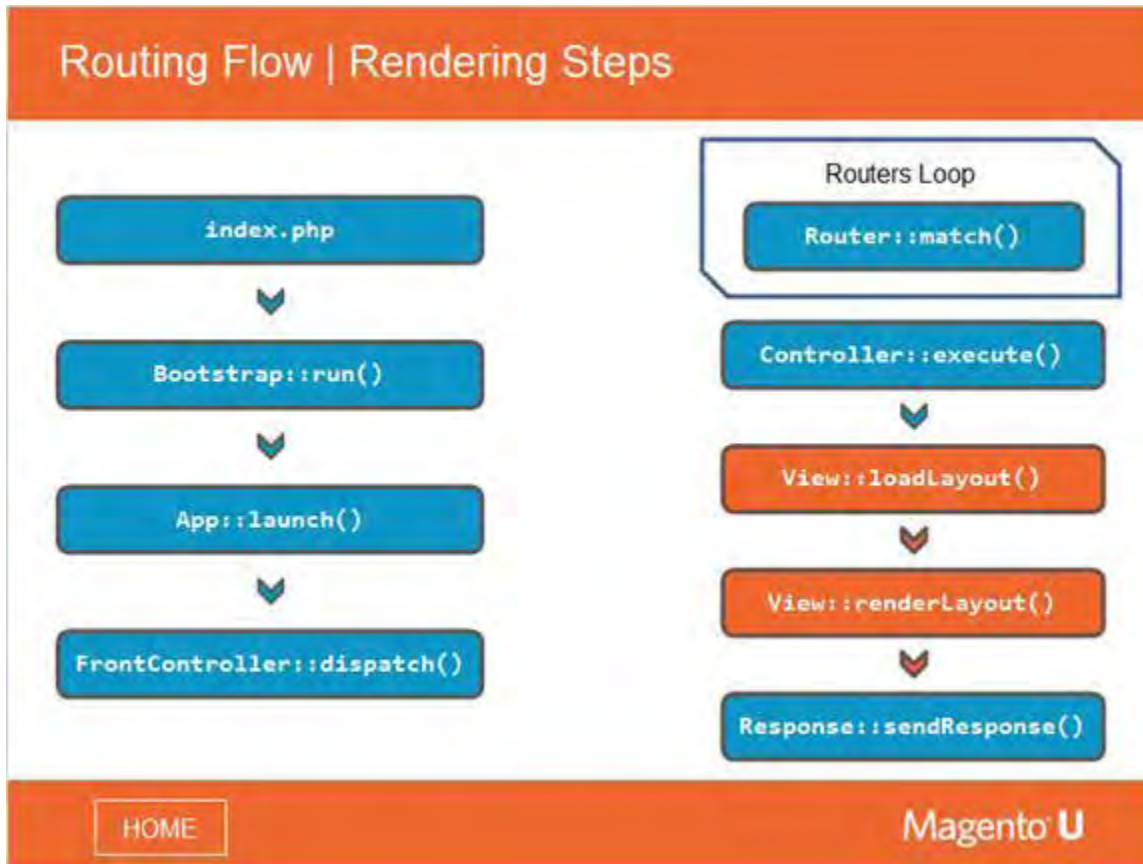 Routing Flow | Rendering Steps
index.php
Bootstrap::run()
App::launch()
FrontController::dispatch()
Routers Loop
Router::match()
Controller::execute()
View::loadLayout()
View::renderLayout()
Response::sendResponse()
HOME
Magento U